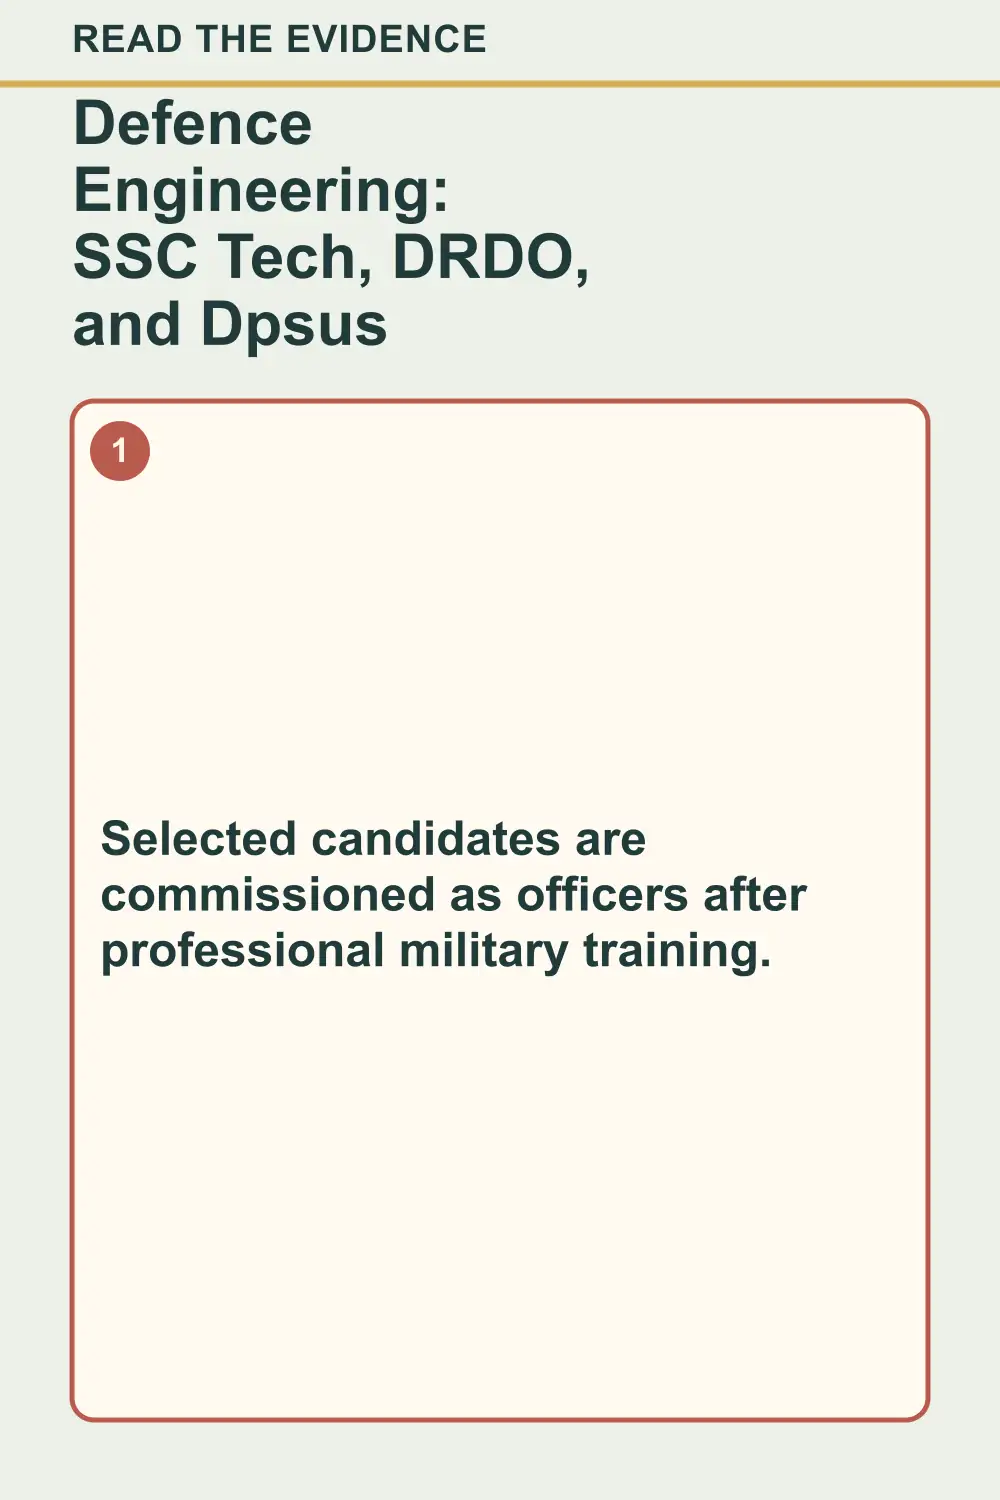 READ THE EVIDENCE
Defence
Engineering:
SSC Tech, DRDO,
and Dpsus
1
Selected candidates are
commissioned as officers after
professional military training.